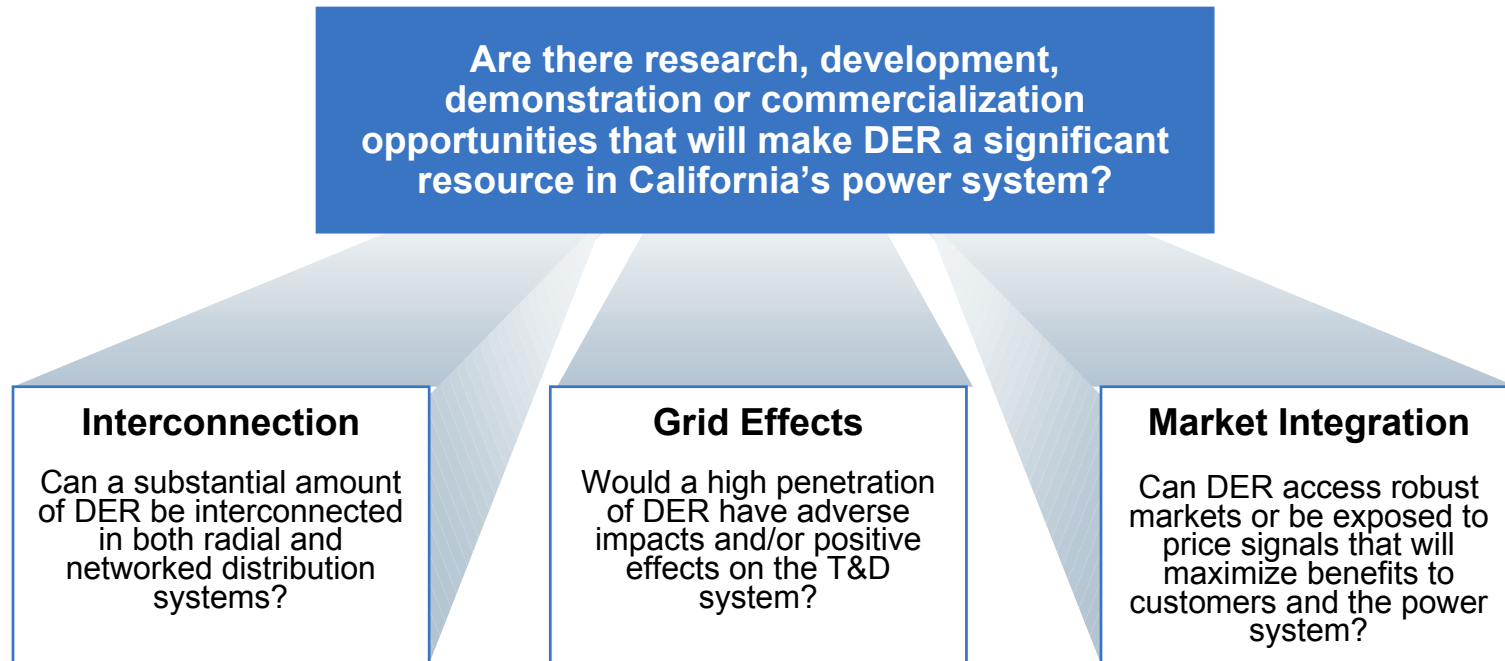 Are there research, development,
demonstration or commercialization
opportunities that will make DER a significant
resource in California’s power system?
Interconnection
Can a substantial amount
of DER be interconnected
in both radial and
networked distribution
systems?
Grid Effects
Would a high penetration
of DER have adverse
impacts and/or positive
effects on the T&D
system?
Market Integration
Can DER access robust
markets or be exposed to
price signals that will
maximize benefits to
customers and the power
system?